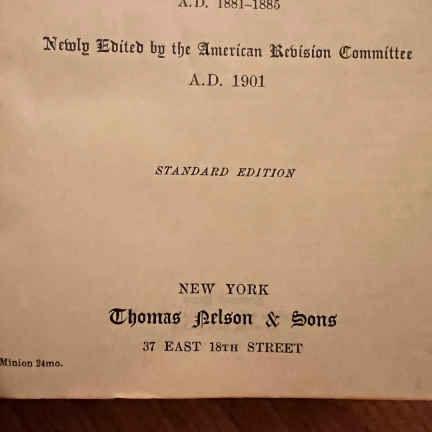 A.D. 1881–1885
Newly Edited by the American Revision Committee
A.D. 1901
STANDARD EDITION
NEW YORK
Thomas Nelson & Sons
37 EAST 18TH STREET
Minion 24mo.